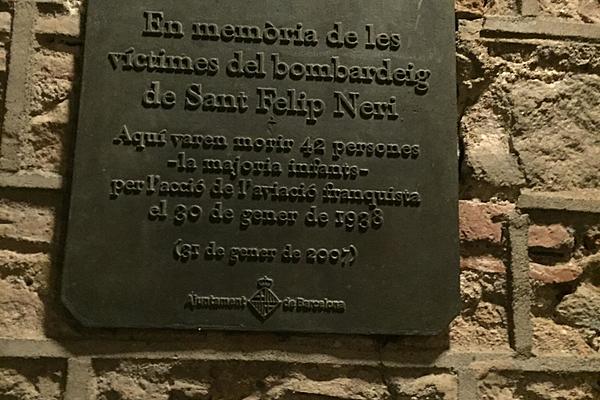 En memòria de les
víctimes del bombardeig
de Sant Felip Neri
Aquí varen morir 42 persones
-la majoria infants-
per l'acció de l'aviació franquista
el 30 de gener de 1938
(31 de gener de 2007)
Ajuntament de Barcelona